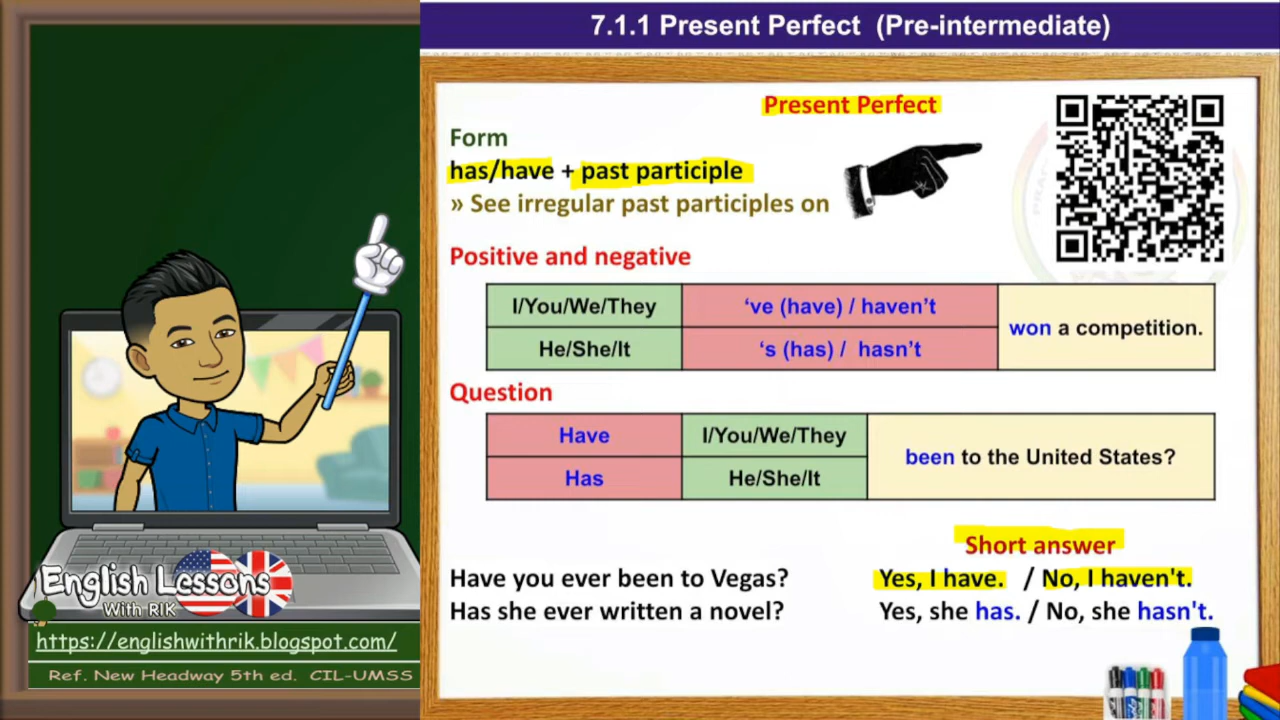 7.1.1 Present Perfect (Pre-intermediate)
Present Perfect
Form
has/have + past participle
» See irregular past participles on
Positive and negative
I/You/We/They ‘ve (have) / haven’t
won a competition.
He/She/It ‘s (has) / hasn’t
Question
Have I/You/We/They
been to the United States?
Has He/She/It
Short answer
Have you ever been to Vegas? Yes, I have. / No, I haven't.
Has she ever written a novel? Yes, she has. / No, she hasn't.
English Lessons
With RIK
https://englishwithrik.blogspot.com/
Ref. New Headway 5th ed. CIL-UMSS